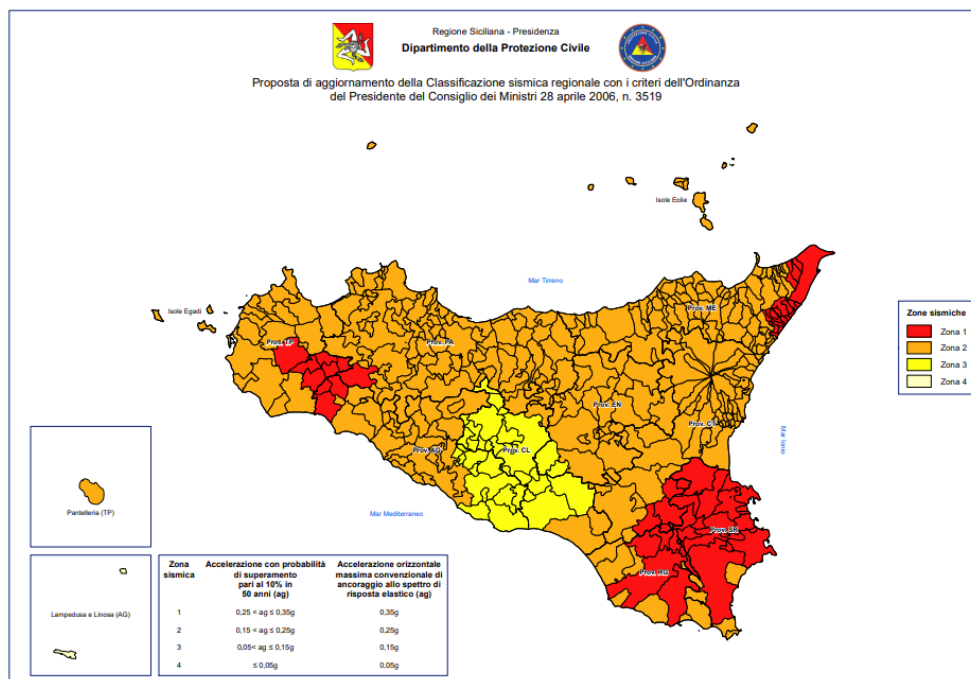 Regione Siciliana - Presidenza
Dipartimento della Protezione Civile
Proposta di aggiornamento della Classificazione sismica regionale con i criteri dell'Ordinanza
del Presidente del Consiglio dei Ministri 28 aprile 2006, n. 3519
Isole Eolie
Mar Tirreno
Isole Egadi
Prov. ME
Prov. TP
Prov. PA
Zone sismiche
Zona 1
Zona 2
Zona 3
Zona 4
Prov. EN
Prov. CT
Prov. AG
Prov. CL
Mar Ionio
Pantelleria (TP)
Mar Mediterraneo
Prov. SR
Prov. RG
Lampedusa e Linosa (AG)
Zona sismica
Accelerazione con probabilità di superamento pari al 10% in 50 anni (ag)
Accelerazione orizzontale massima convenzionale di ancoraggio allo spettro di risposta elastico (ag)
1 0,25 < ag ≤ 0,35g 0,35g
2 0,15 < ag ≤ 0,25g 0,25g
3 0,05< ag ≤ 0,15g 0,15g
4 ≤ 0,05g 0,05g